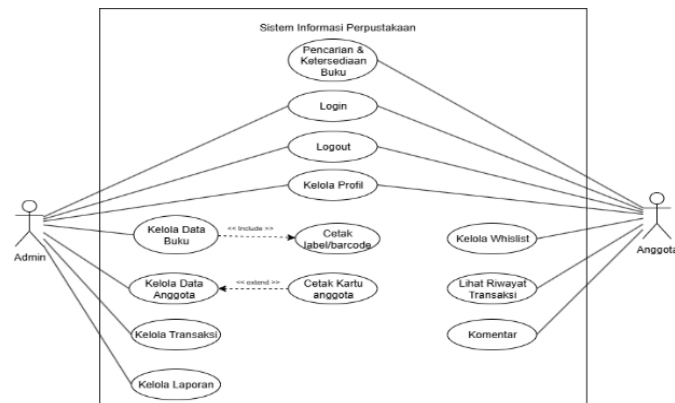 Sistem Informasi Perpustakaan
Pencarian &
Ketersediaan
Buku
Login
Logout
Kelola Profil
Kelola Data
Buku
<< Include >>
Cetak
label/barcode
Kelola Whislist
Admin
Anggota
Kelola Data
Anggota
<< extend >>
Cetak Kartu
anggota
Lihat Riwayat
Transaksi
Kelola Transaksi
Komentar
Kelola Laporan